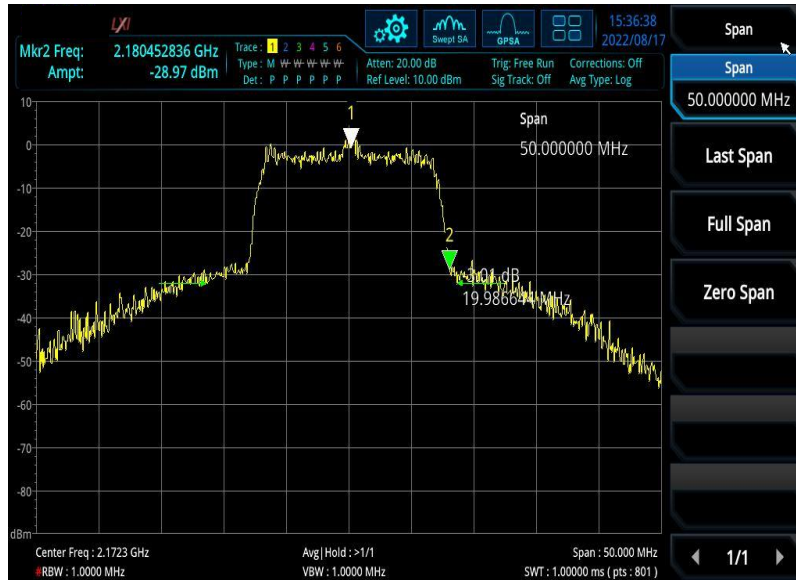 LXI
15:36:38
2022/08/17
Swept SA
GPSA
Mkr2 Freq: 2.180452836 GHz
Ampt: -28.97 dBm
Trace: 1 2 3 4 5 6
Type: M W W W W W
Det: P P P P P P
Atten: 20.00 dB
Ref Level: 10.00 dBm
Trig: Free Run
Sig Track: Off
Corrections: Off
Avg Type: Log
Span
Span
50.000000 MHz
Last Span
Full Span
Zero Span
1/1
10
0
-10
-20
-30
-40
-50
-60
-70
-80
dBm
1
Span
50.000000 MHz
2
-3.01 dB
19.98664 MHz
Center Freq : 2.1723 GHz
Avg|Hold : >1/1
Span : 50.000 MHz
#RBW : 1.0000 MHz
VBW : 1.0000 MHz
SWT : 1.00000 ms ( pts : 801 )